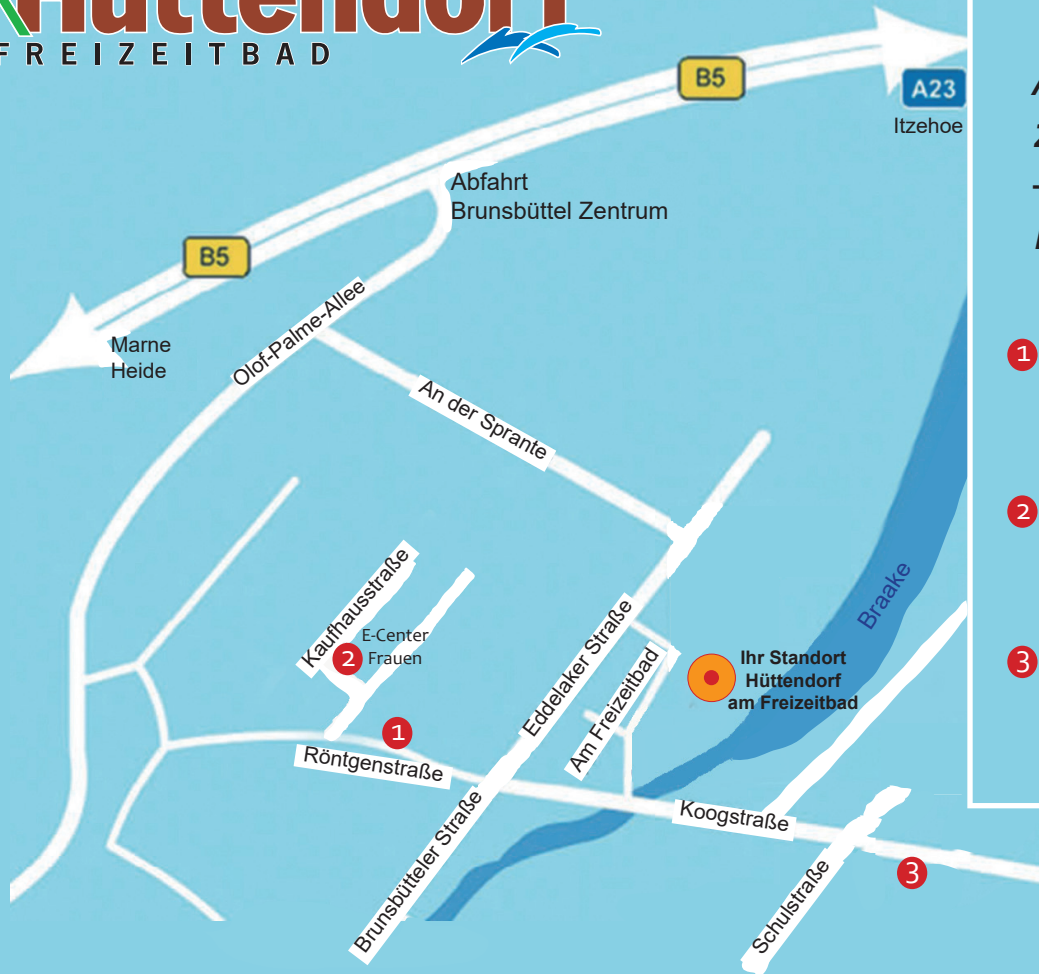 Hüttendorf
FREIZEITBAD
B5
A23
Itzehoe
Abfahrt
Brunsbüttel Zentrum
B5
Marne
Heide
Olof-Palme-Allee
An der Sprante
1
2
Braake
Kaufhausstraße
E-Center
Frauen
2
Eddelaker Straße
Am Freizeitbad
Ihr Standort
Hüttendorf
am Freizeitbad
3
1
Röntgenstraße
Koogstraße
Brunsbütteler Straße
Schulstraße
3